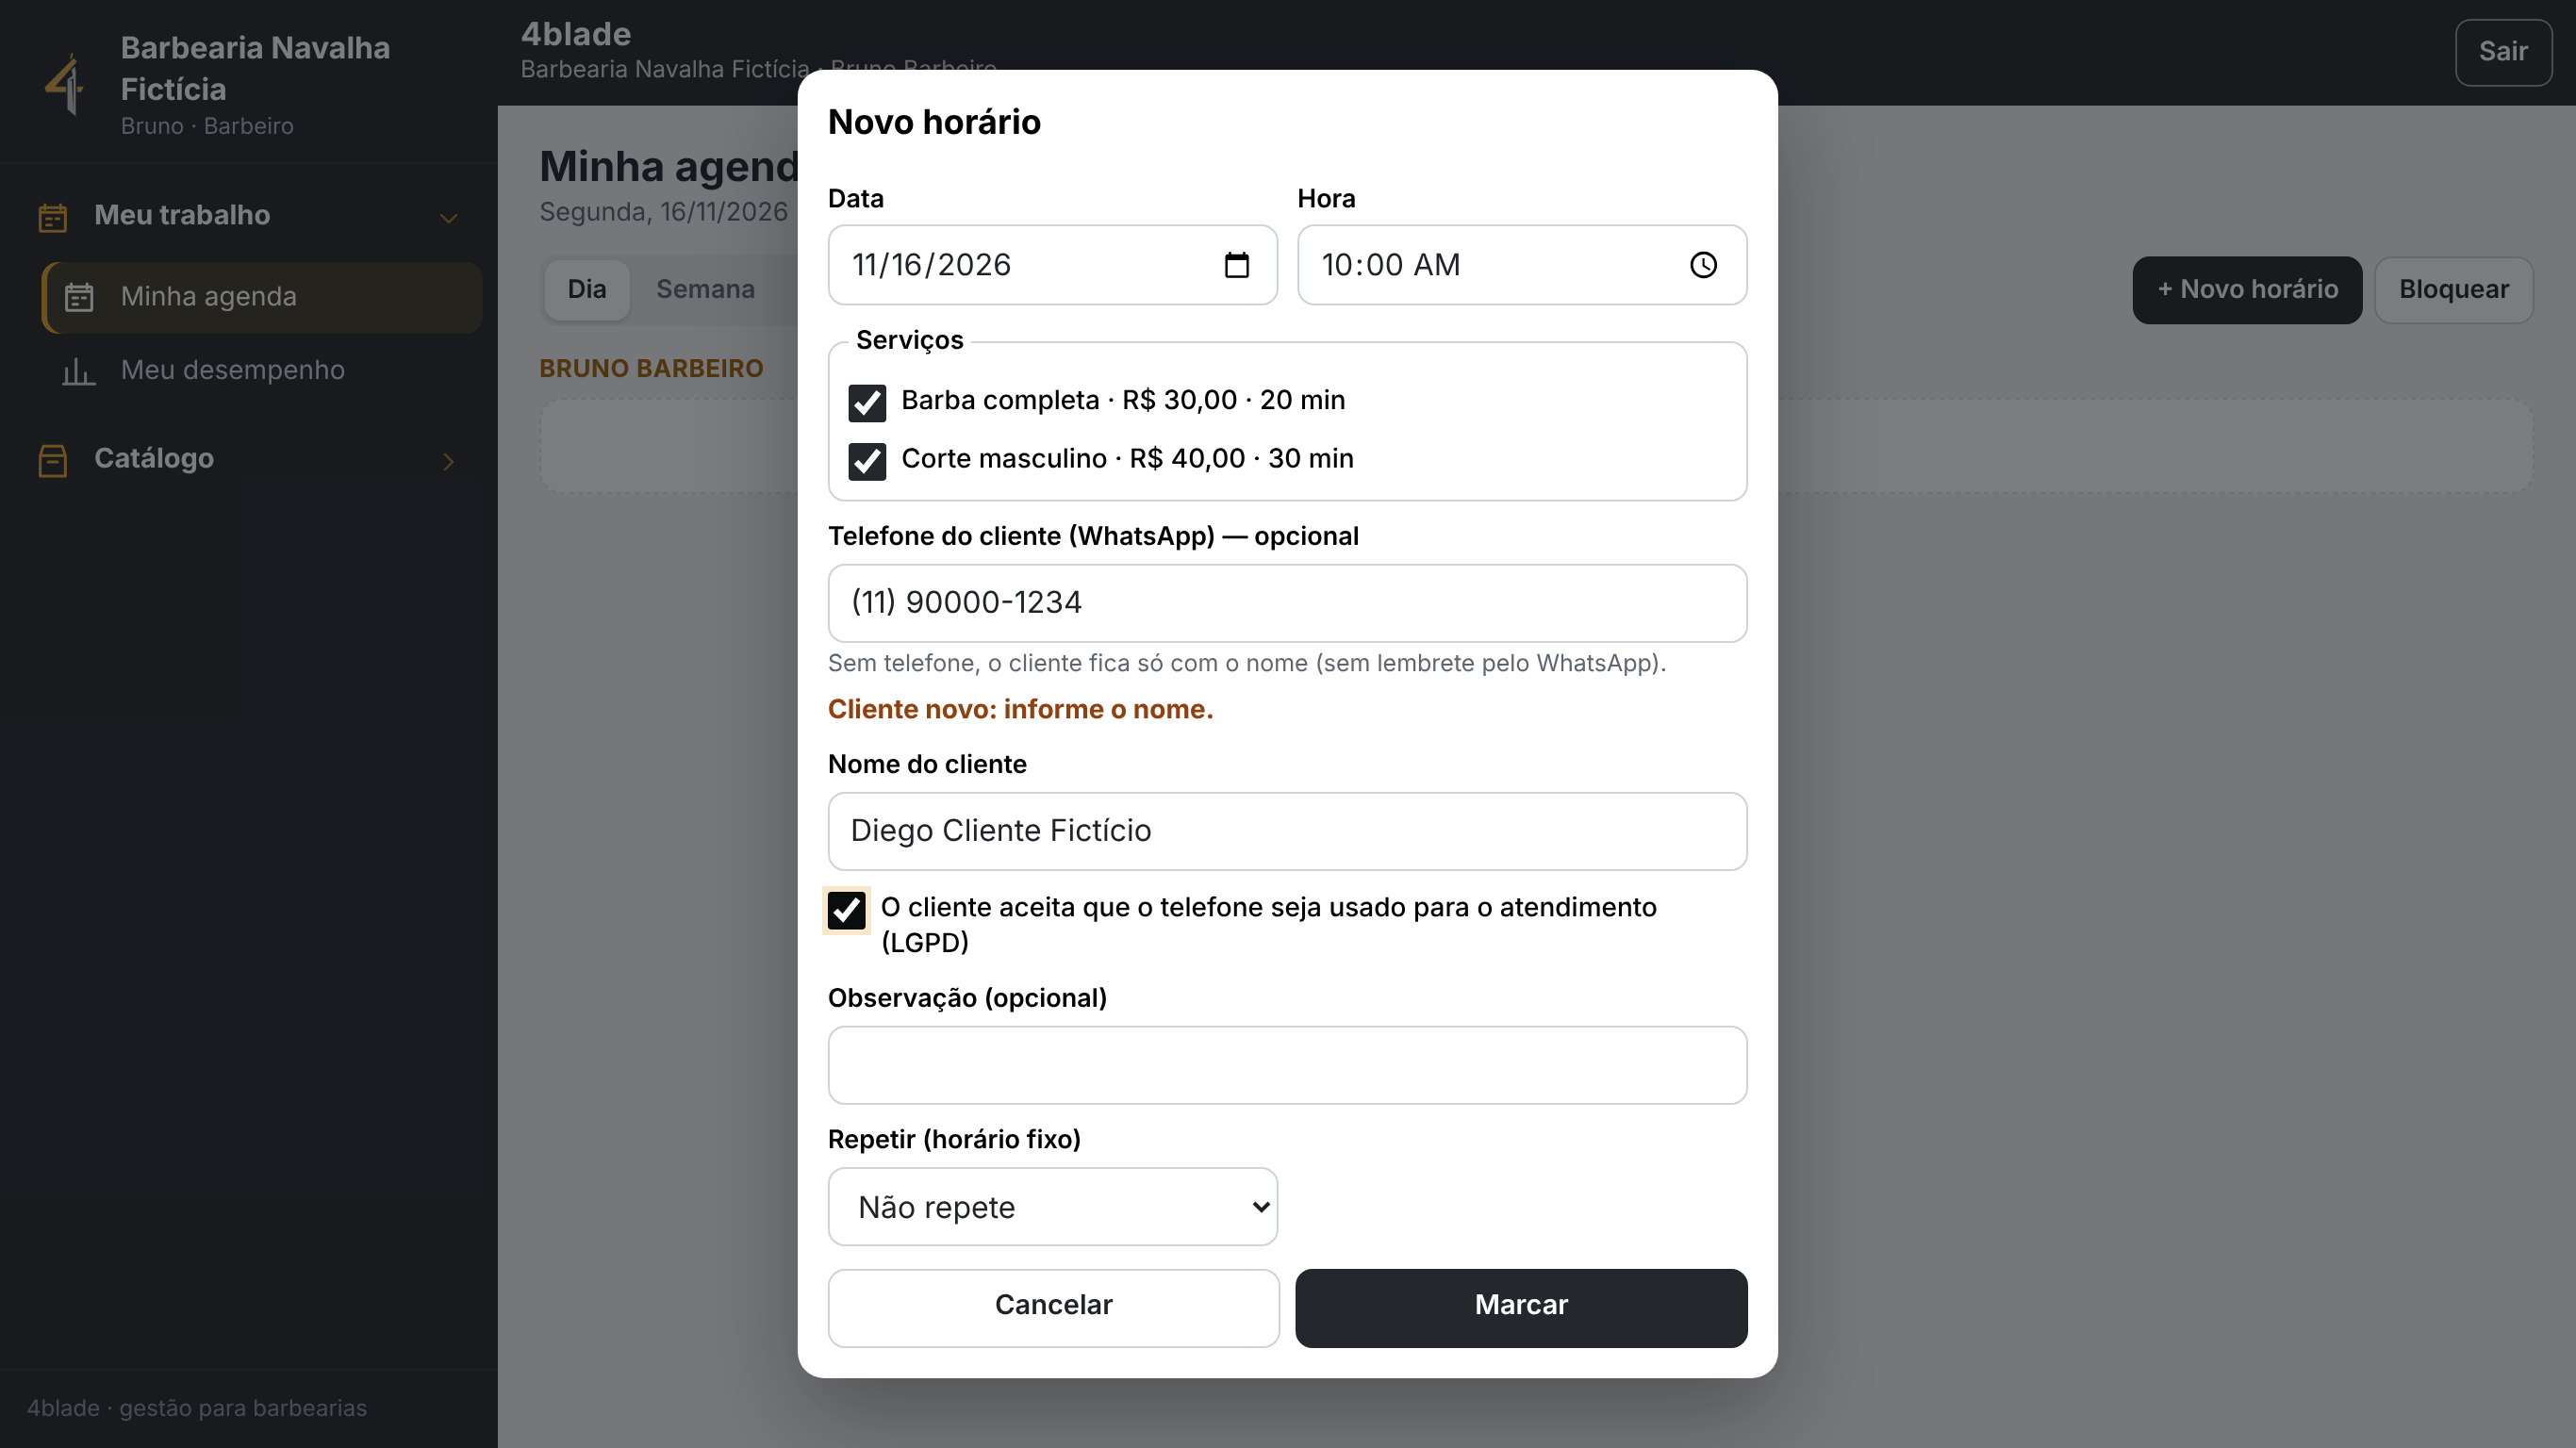 Barbearia Navalha
Fictícia
Bruno · Barbeiro
Meu trabalho
Minha agenda
Meu desempenho
Catálogo
4blade · gestão para barbearias
4blade
Barbearia Navalha Fictícia · Bruno Barbeiro
Sair
Minha agend
Segunda, 16/11/2026
Dia Semana
+ Novo horário Bloquear
BRUNO BARBEIRO
Novo horário
Data Hora
11/16/2026 10:00 AM
Serviços
Barba completa · R$ 30,00 · 20 min
Corte masculino · R$ 40,00 · 30 min
Telefone do cliente (WhatsApp) — opcional
(11) 90000-1234
Sem telefone, o cliente fica só com o nome (sem lembrete pelo WhatsApp).
Cliente novo: informe o nome.
Nome do cliente
Diego Cliente Fictício
O cliente aceita que o telefone seja usado para o atendimento
(LGPD)
Observação (opcional)
Repetir (horário fixo)
Não repete
Cancelar Marcar